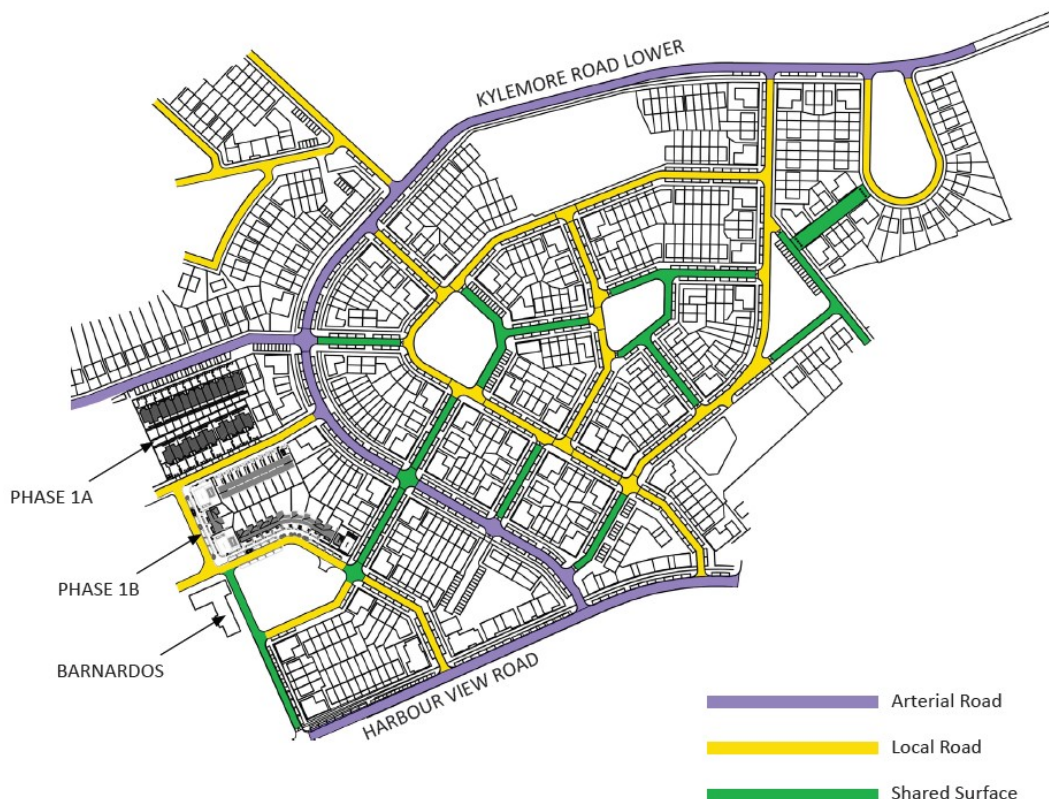 KYLEMORE ROAD LOWER
PHASE 1A
PHASE 1B
BARNARDOS
HARBOUR VIEW ROAD
Arterial Road
Local Road
Shared Surface